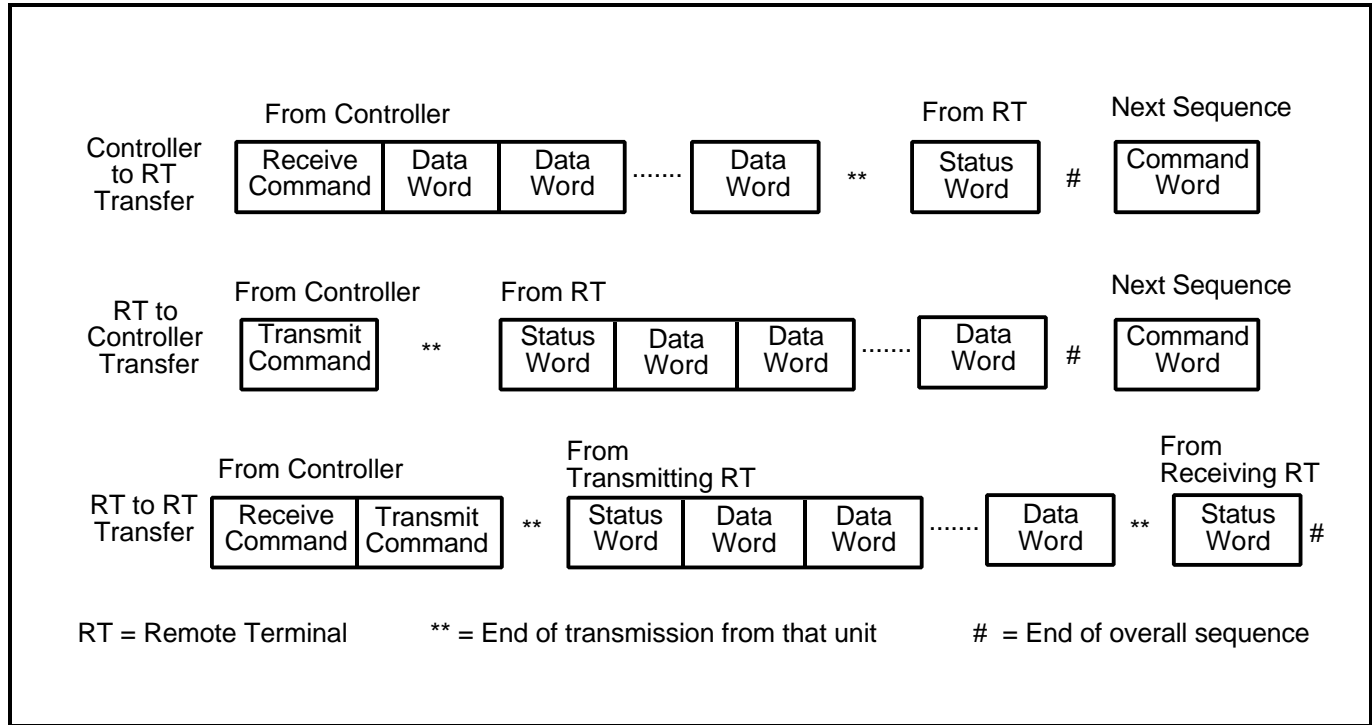 From Controller
From RT
Next Sequence
Controller
to RT
Transfer
Receive
Command
Data
Word
Data
Word
.......
Data
Word
**
Status
Word
#
Command
Word
From Controller
From RT
Next Sequence
RT to
Controller
Transfer
Transmit
Command
**
Status
Word
Data
Word
Data
Word
.......
Data
Word
#
Command
Word
From Controller
From
Transmitting RT
From
Receiving RT
RT to RT
Transfer
Receive
Command
Transmit
Command
**
Status
Word
Data
Word
Data
Word
.......
Data
Word
**
Status
Word
#
RT = Remote Terminal
** = End of transmission from that unit
# = End of overall sequence